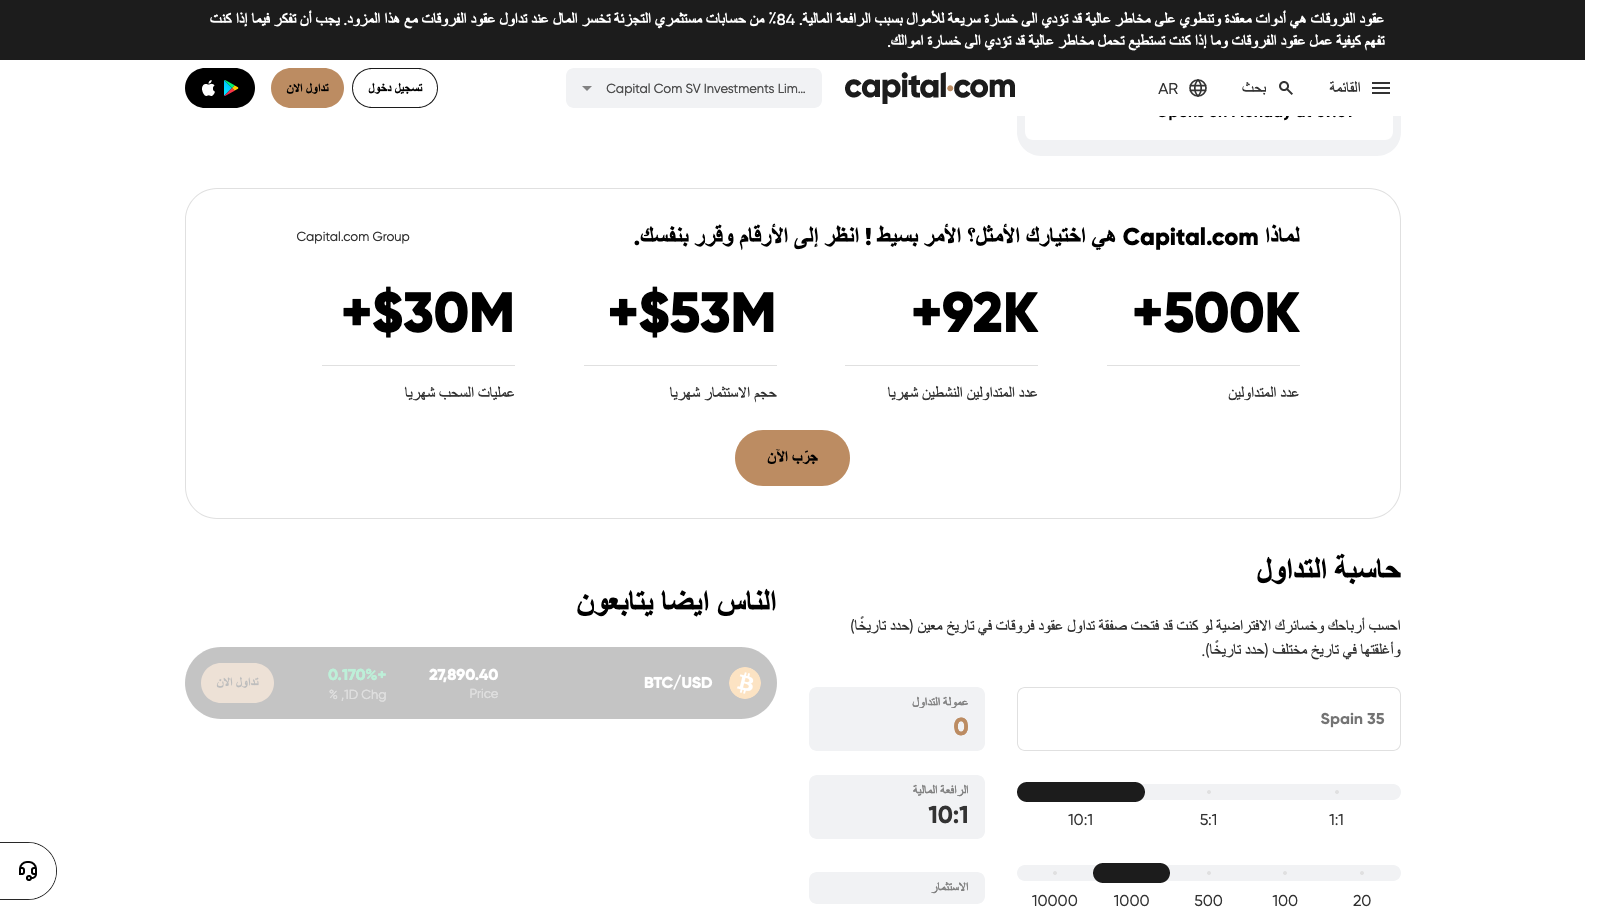 عقود الفروقات هي أدوات معقدة وتنطوي على مخاطر عالية قد تؤدي الى خسارة سريعة للأموال بسبب الرافعة المالية. 84٪ من حسابات مستثمري التجزئة تخسر المال عند تداول عقود الفروقات مع هذا المزود. يجب أن تفكر فيما إذا كنت
تفهم كيفية عمل عقود الفروقات وما إذا كنت تستطيع تحمل مخاطر عالية قد تؤدي الى خسارة اموالك.
القائمة
بحث
AR
capital.com
Capital Com SV Investments Lim...
تسجيل دخول
تداول الان
لماذا Capital.com هي اختيارك الأمثل؟ الأمر بسيط ! انظر إلى الأرقام وقرر بنفسك.
Capital.com Group
500K+
92K+
$53M+
$30M+
عدد المتداولين
عدد المتداولين النشطين شهريا
حجم الاستثمار شهريا
عمليات السحب شهريا
جرّب الآن
حاسبة التداول
احسب أرباحك وخسائرك الافتراضية لو كنت قد فتحت صفقة تداول عقود فروقات في تاريخ معين (حدد تاريخًا)
وأغلقتها في تاريخ مختلف (حدد تاريخًا).
Spain 35
عمولة التداول
0
1:1
5:1
10:1
الرافعة المالية
10:1
20
100
500
1000
10000
الاستثمار
الناس ايضا يتابعون
BTC/USD
27,890.40
Price
+0.170%
1D Chg, %
تداول الان